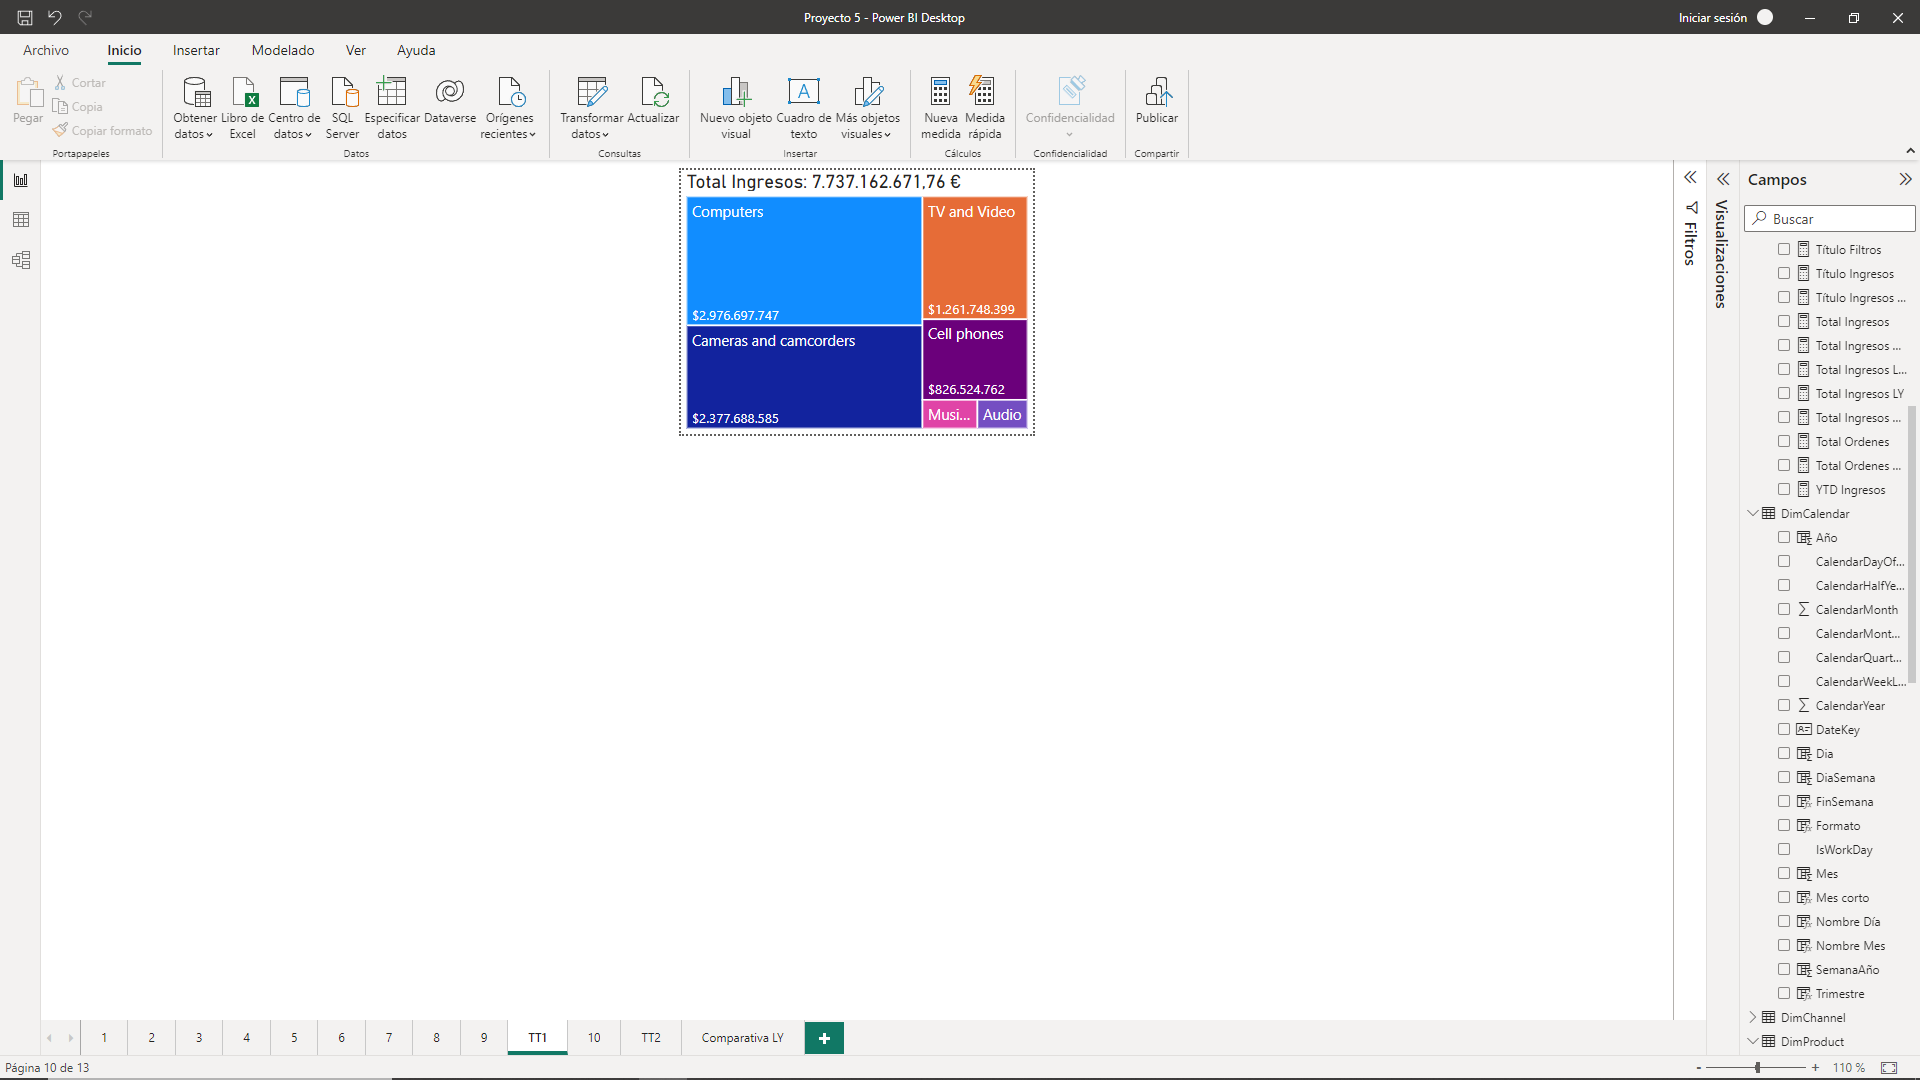 Proyecto 5 - Power BI Desktop
Iniciar sesión
Archivo
Inicio
Insertar
Modelado
Ver
Ayuda
Pegar
Cortar
Copia
Copiar formato
Portapapeles
Obtener datos
Libro de Excel
Centro de datos
SQL Server
Especificar datos
Dataverse
Orígenes recientes
Datos
Transformar datos
Actualizar
Consultas
Nuevo objeto visual
Cuadro de texto
Más objetos visuales
Insertar
Nueva medida
Medida rápida
Cálculos
Confidencialidad
Confidencialidad
Publicar
Compartir
Total Ingresos: 7.737.162.671,76 €
Computers
$2.976.697.747
TV and Video
$1.261.748.399
Cameras and camcorders
$2.377.688.585
Cell phones
$826.524.762
Musi...
Audio
Filtros
Visualizaciones
Campos
Buscar
Título Filtros
Título Ingresos
Título Ingresos ...
Total Ingresos
Total Ingresos ...
Total Ingresos L...
Total Ingresos LY
Total Ingresos ...
Total Ordenes
Total Ordenes ...
YTD Ingresos
DimCalendar
Año
CalendarDayOf...
CalendarHalfYe...
CalendarMonth
CalendarMont...
CalendarQuart...
CalendarWeekL...
CalendarYear
DateKey
Dia
DiaSemana
FinSemana
Formato
IsWorkDay
Mes
Mes corto
Nombre Día
Nombre Mes
SemanaAño
Trimestre
DimChannel
DimProduct
1
2
3
4
5
6
7
8
9
TT1
10
TT2
Comparativa LY
Página 10 de 13
- + 110 %